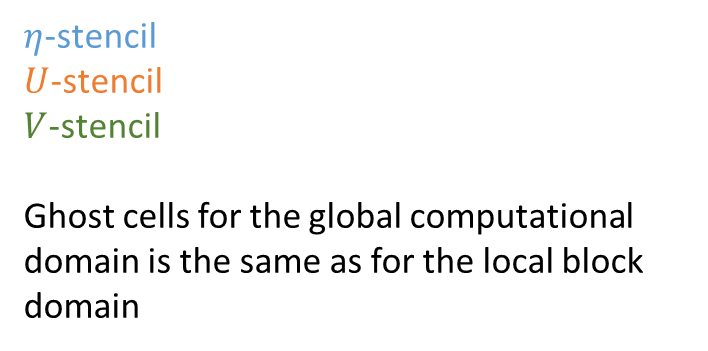 η-stencil
U-stencil
V-stencil
Ghost cells for the global computational
domain is the same as for the local block
domain